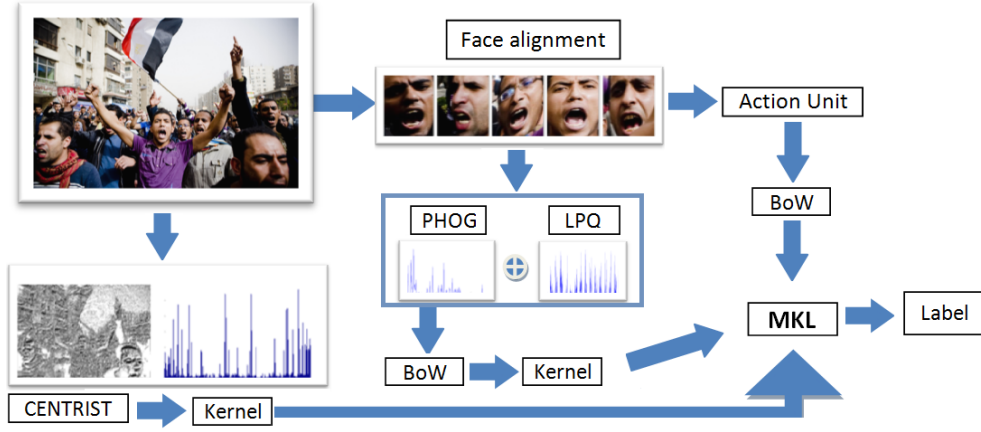 Face alignment
Action Unit
BoW
PHOG
LPQ
MKL
Label
BoW
Kernel
CENTRIST
Kernel